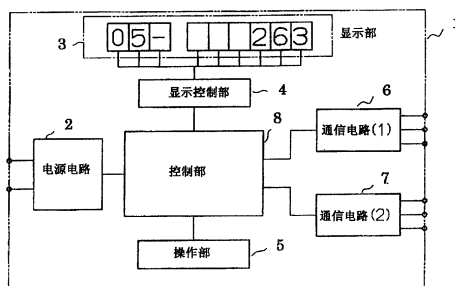 3
05- 263
显示部
1
显示控制部
4
2
8
6
电源电路
控制部
通信电路(1)
7
通信电路(2)
操作部
5